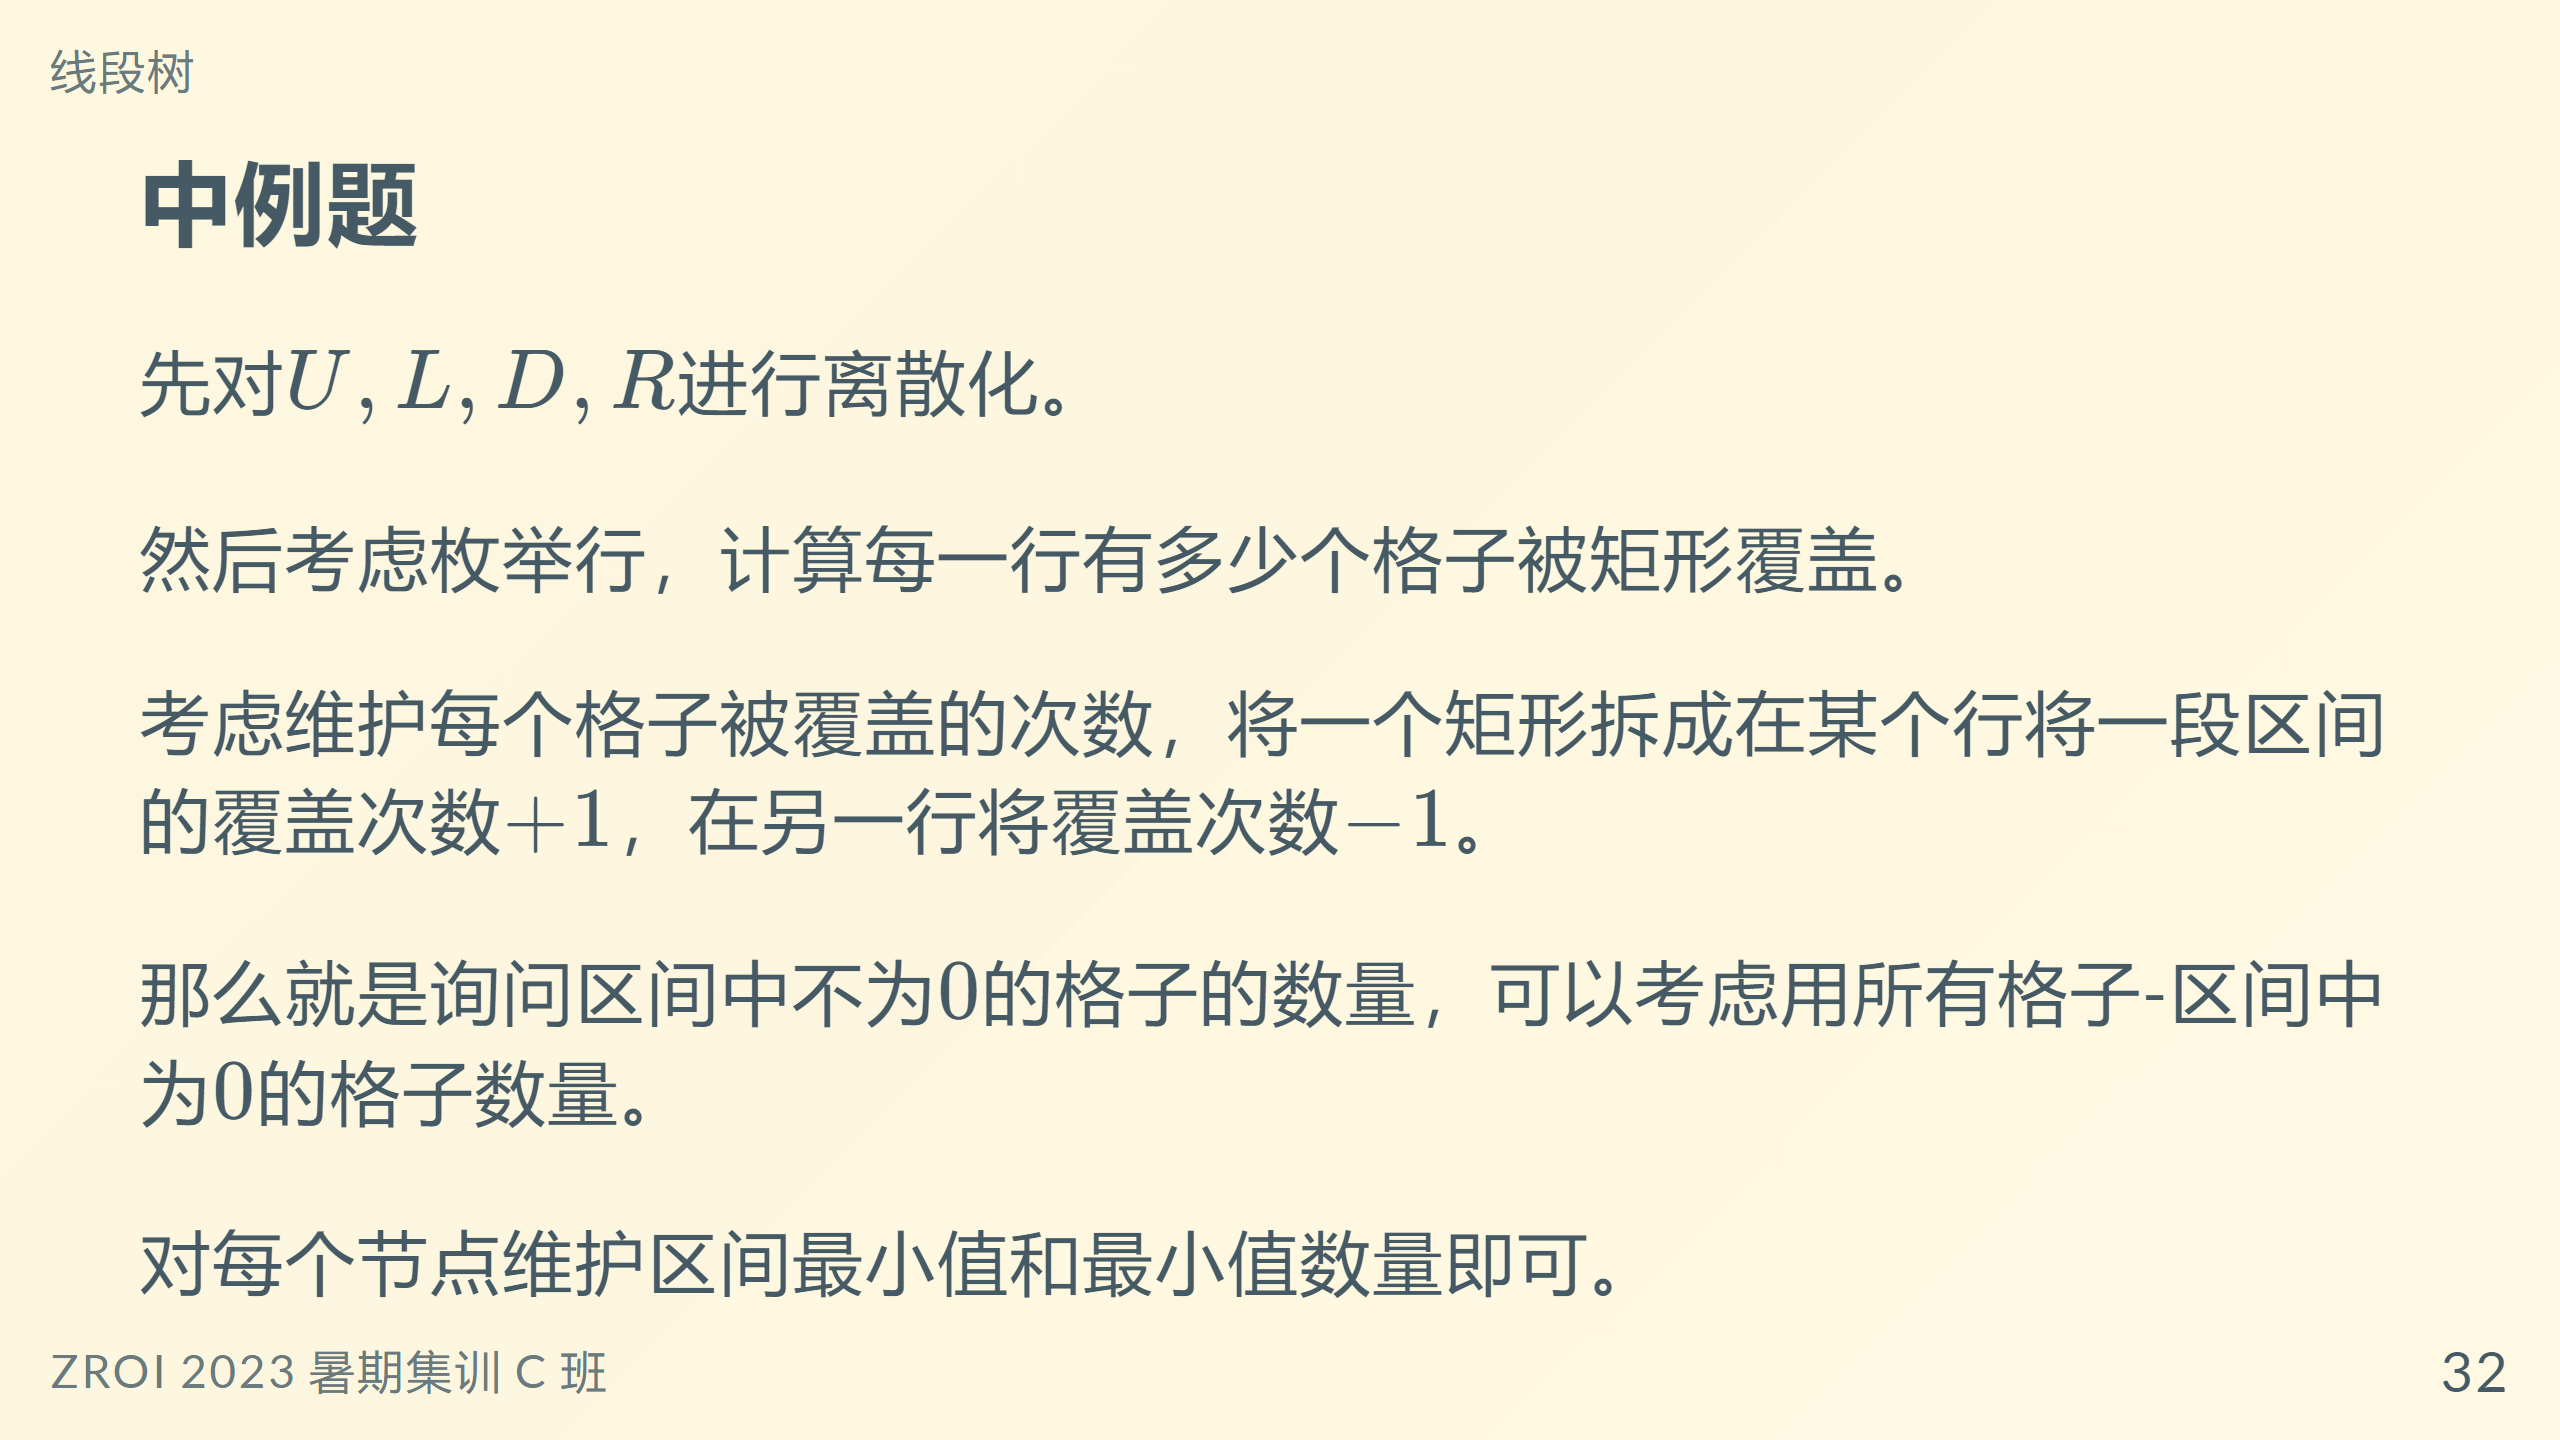 线段树
中例题
先对U, L, D, R进行离散化。
然后考虑枚举行，计算每一行有多少个格子被矩形覆盖。
考虑维护每个格子被覆盖的次数，将一个矩形拆成在某个行将一段区间
的覆盖次数+1，在另一行将覆盖次数−1。
那么就是询问区间中不为0的格子的数量，可以考虑用所有格子-区间中
为0的格子数量。
对每个节点维护区间最小值和最小值数量即可。
ZROI 2023 暑期集训 C 班
32